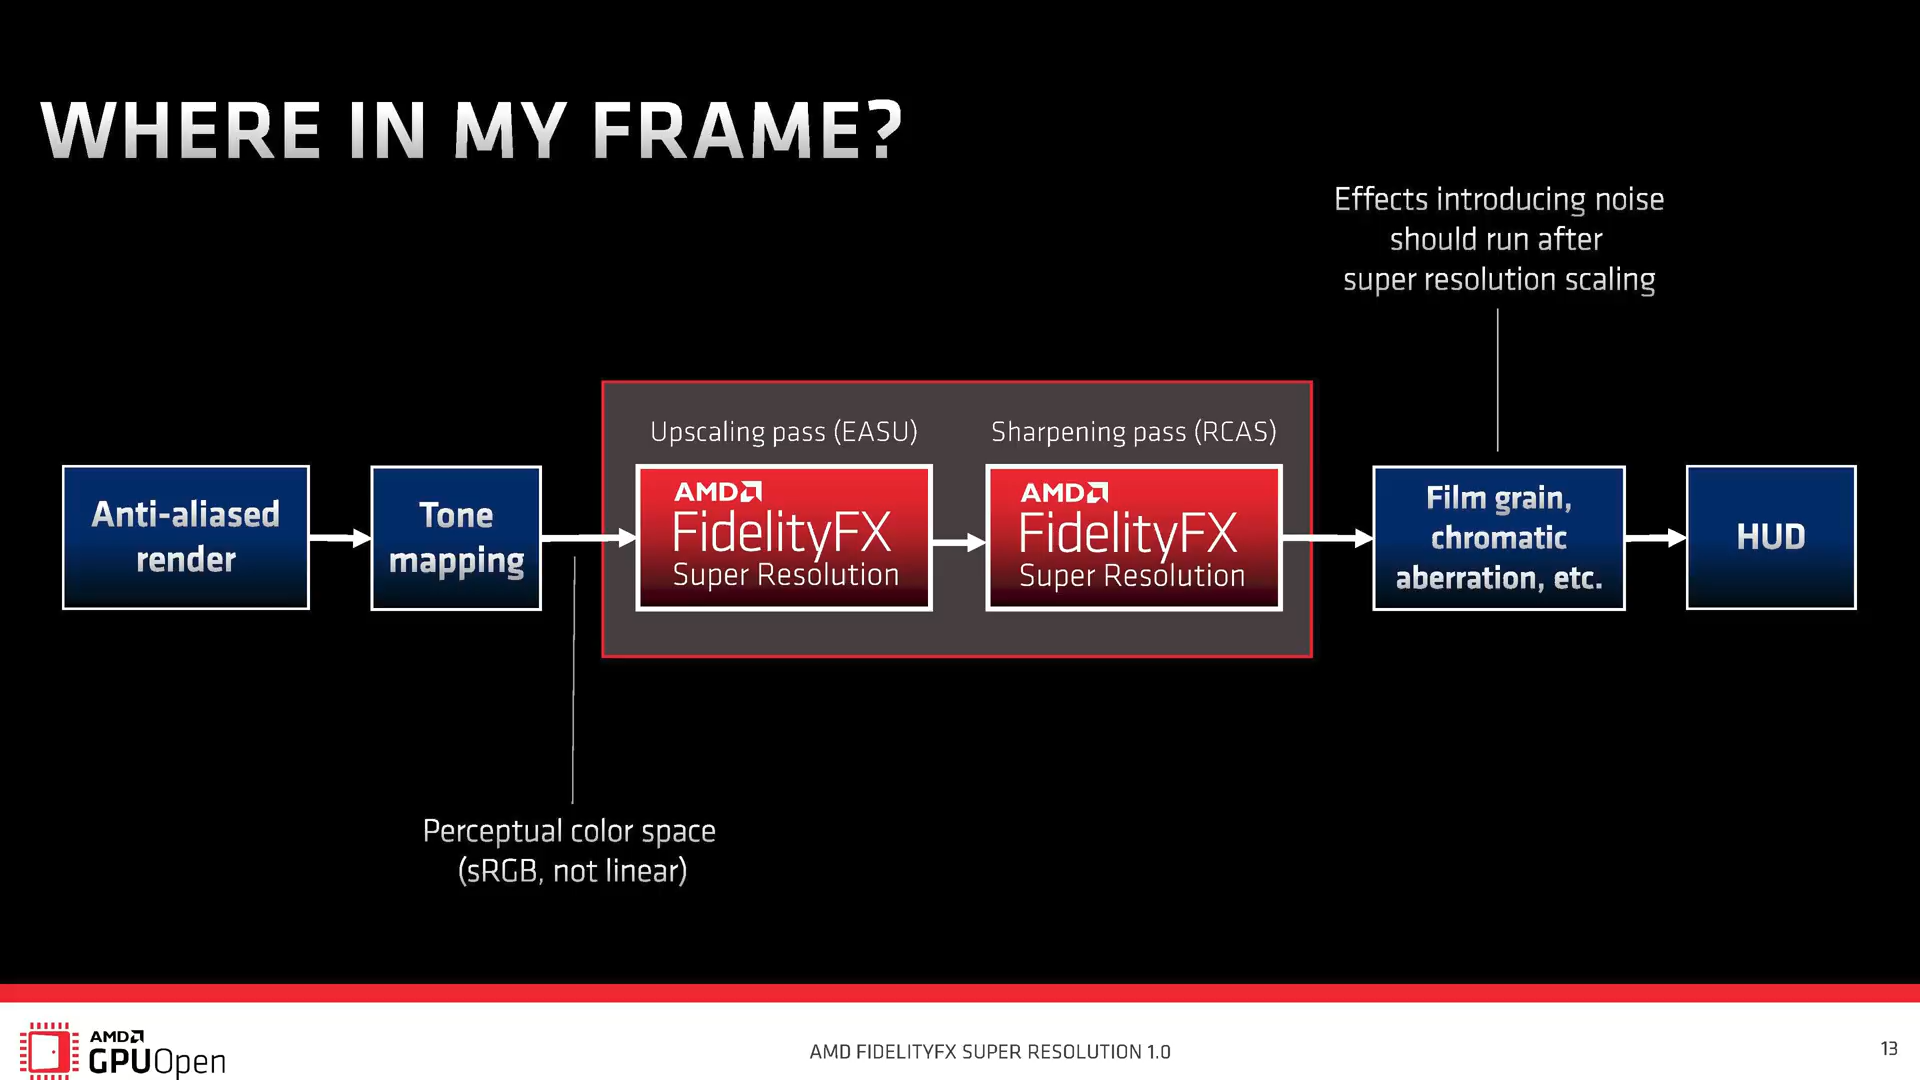 WHERE IN MY FRAME?
Effects introducing noise
should run after
super resolution scaling
Upscaling pass (EASU)
Sharpening pass (RCAS)
Anti-aliased
render
Tone
mapping
AMD
FidelityFX
Super Resolution
AMD
FidelityFX
Super Resolution
Film grain,
chromatic
aberration, etc.
HUD
Perceptual color space
(sRGB, not linear)
AMD
GPUOpen
AMD FIDELITYFX SUPER RESOLUTION 1.0
13